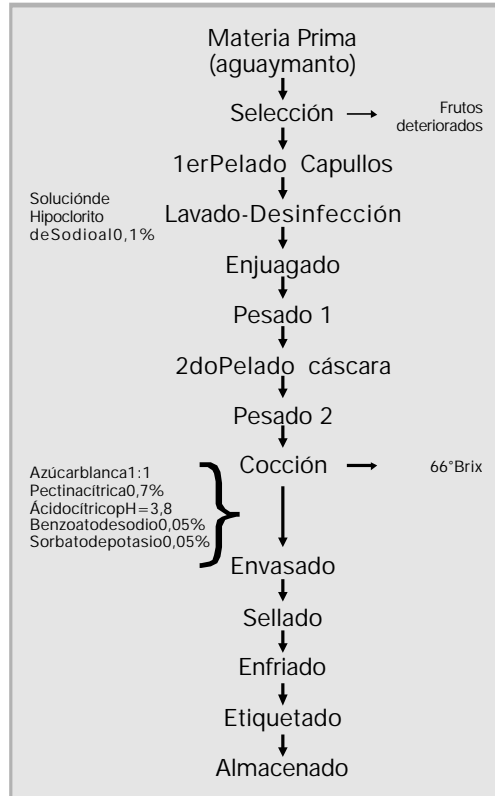 Materia Prima
(aguaymanto)
Selección
Frutos
deteriorados
1erPelado Capullos
Soluciónde
Hipoclorito
deSodioal0,1%
Lavado-Desinfección
Enjuagado
Pesado 1
2doPelado cáscara
Pesado 2
Cocción
66°Brix
Azúcarblanca1:1
Pectinacítrica0,7%
ÁcidocítricopH=3,8
Benzoatodesodio0,05%
Sorbatodepotasio0,05%
Envasado
Sellado
Enfriado
Etiquetado
Almacenado